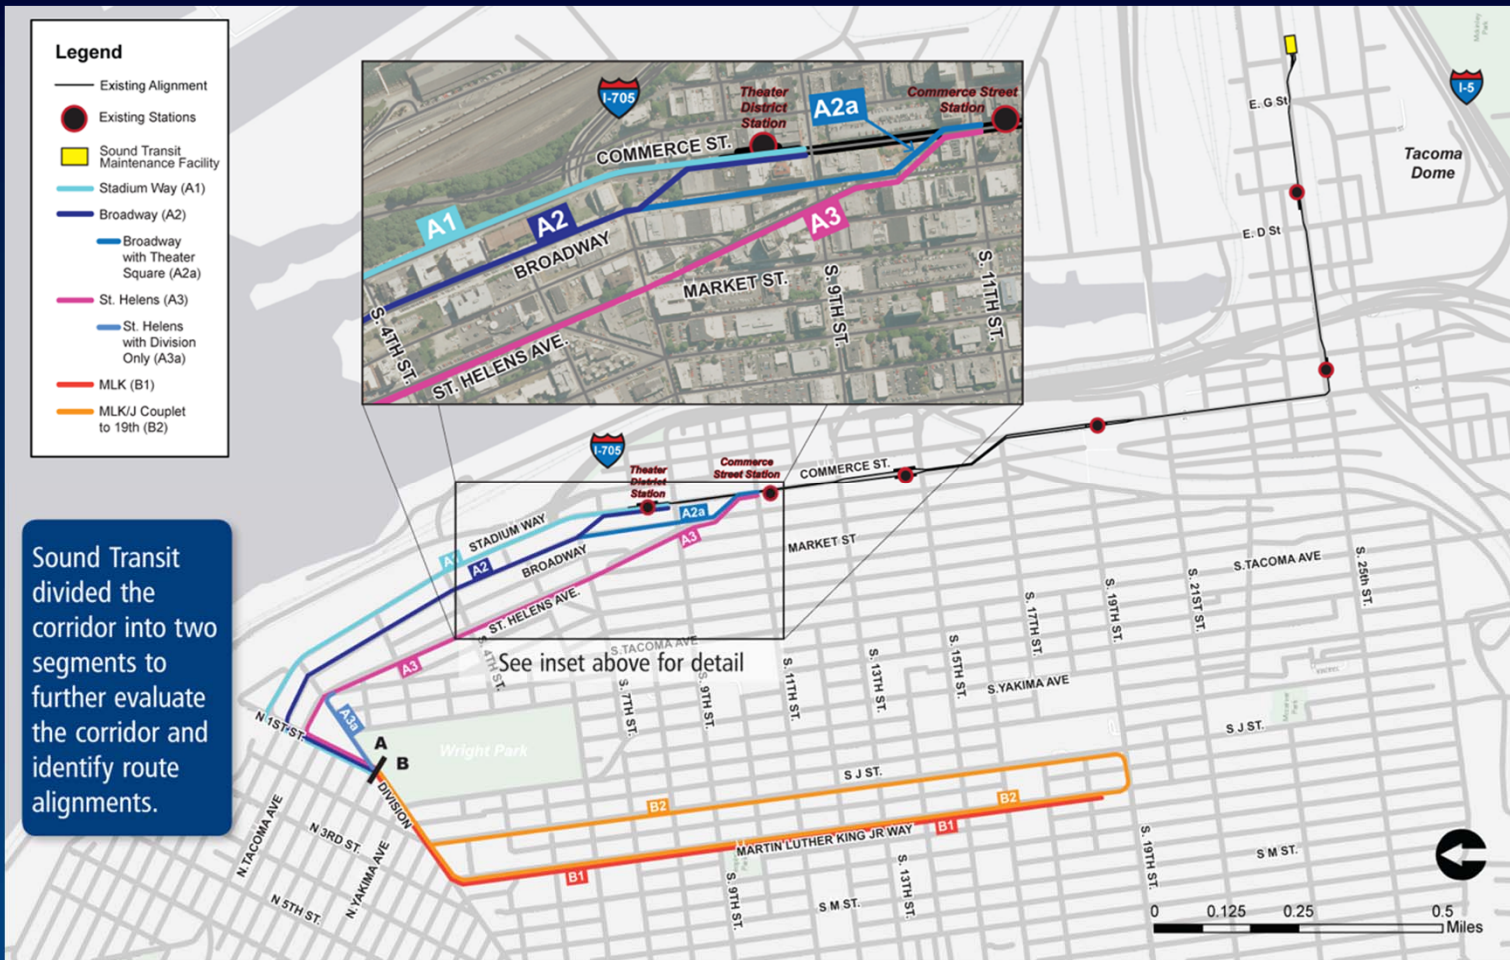 Legend
Existing Alignment
Existing Stations
Sound Transit
Maintenance Facility
Stadium Way (A1)
Broadway (A2)
Broadway
with Theater
Square (A2a)
St. Helens (A3)
St. Helens
with Division
Only (A3a)
MLK (B1)
MLK/J Couplet
to 19th (B2)
Sound Transit
divided the
corridor into two
segments to
further evaluate
the corridor and
identify route
alignments.
I-705
Theater
District
Station
A2a
Commerce Street
Station
COMMERCE ST.
A1
A2
BROADWAY
A3
MARKET ST.
S. 9TH ST.
S. 11TH ST.
S. 4TH ST.
ST. HELENS AVE.
I-5
E. G St
Tacoma
Dome
E. D St
I-705
Theater
District
Station
Commerce
Street Station
COMMERCE ST.
STADIUM WAY
A2a
A3
MARKET ST
A2
BROADWAY
ST. HELENS AVE.
S.TACOMA AVE
S. 25th ST.
S. 21ST ST.
S. 19TH ST.
S. 17TH ST.
S. 15TH ST.
S. 13TH ST.
S. 11TH ST.
S. 9TH ST.
S. 7TH ST.
S. 4TH ST.
S.TACOMA AVE
See inset above for detail
A3
S.YAKIMA AVE
A3a
N 1ST ST.
A
B
Wright Park
S J ST.
S J ST.
DIVISION
B2
B2
B1
B1
MARTIN LUTHER KING JR WAY
N.TACOMA AVE
N 3RD ST.
N.YAKIMA AVE
N 5TH ST.
S. 9TH ST.
S M ST.
S. 13TH ST.
S. 19TH ST.
S M ST.
0
0.125
0.25
0.5
Miles